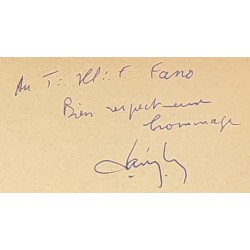 Au T∴ Ill∴ F. Fano
Bien respectueux
hommage